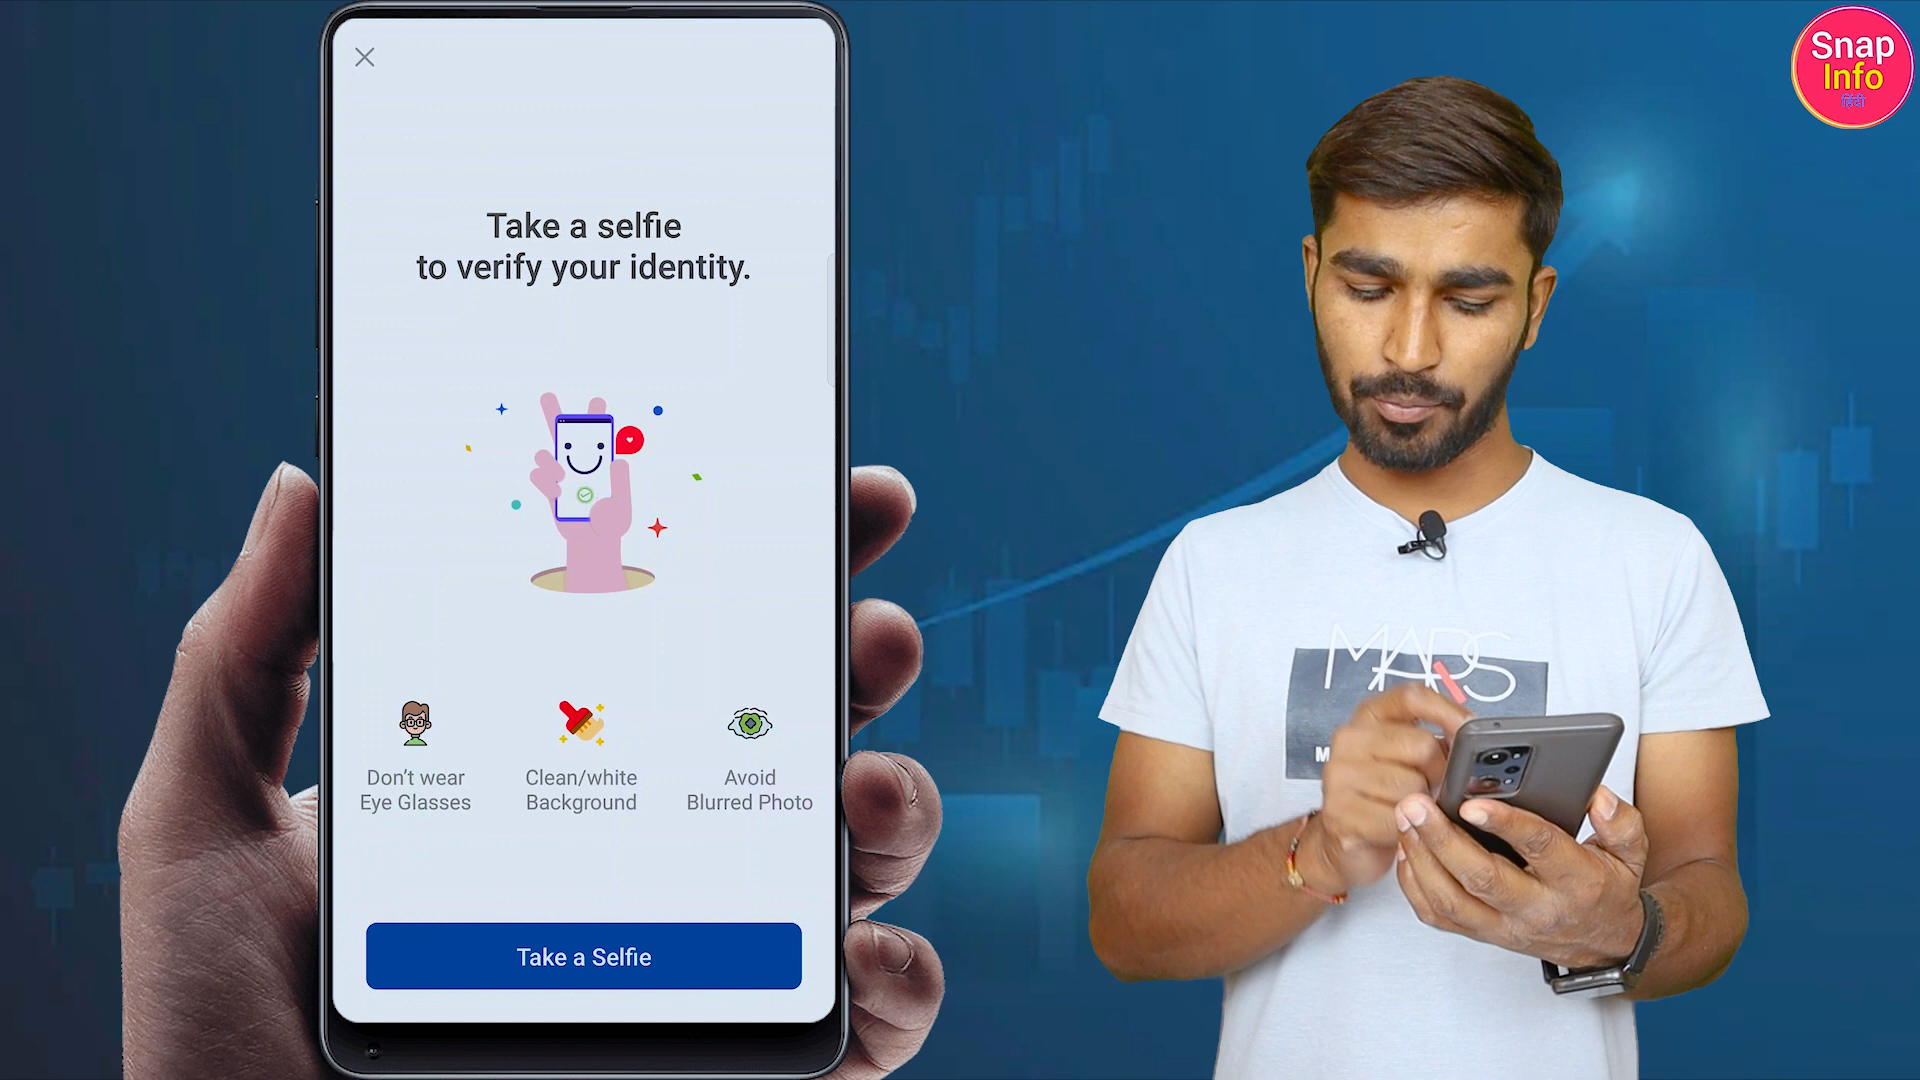 Take a selfie
to verify your identity.
Don't wear
Eye Glasses
Clean/white
Background
Avoid
Blurred Photo
Take a Selfie
Snap
Info
हिंदी
MARS
M